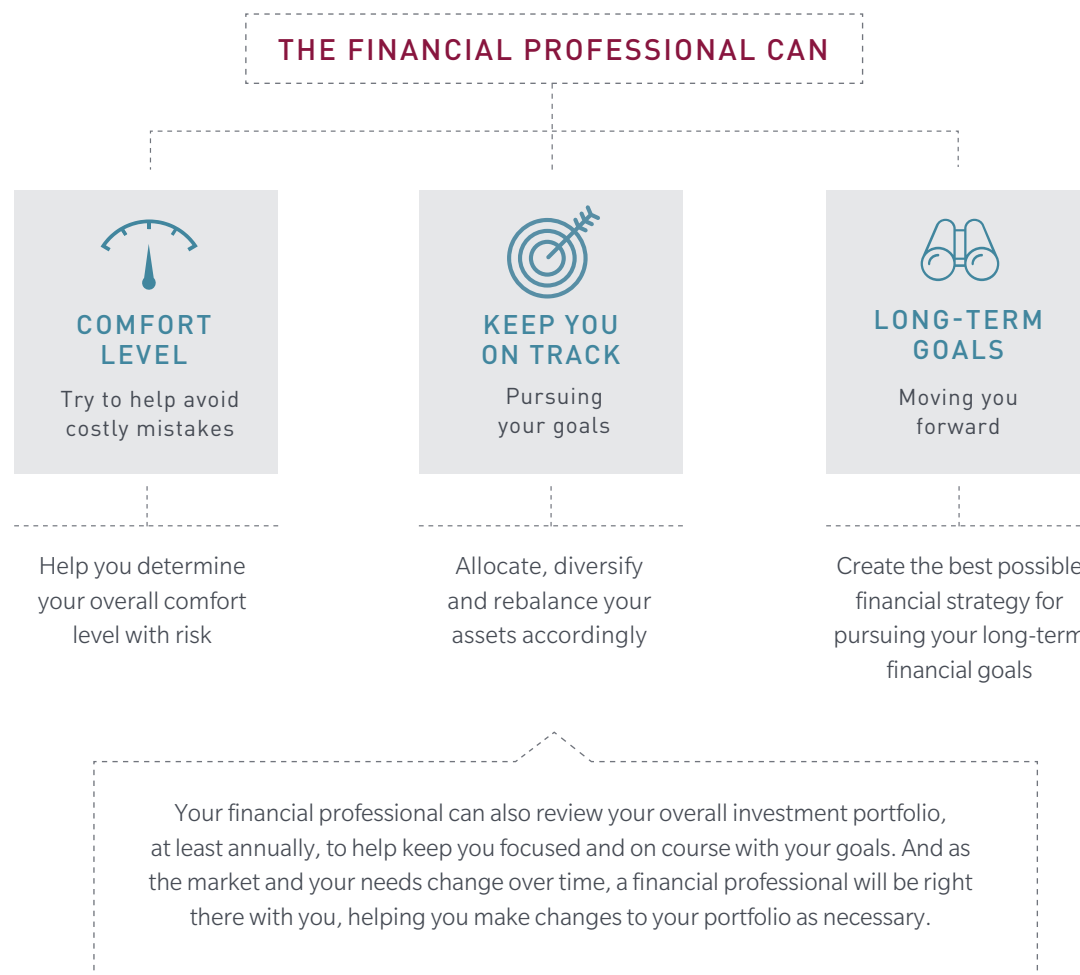 THE FINANCIAL PROFESSIONAL CAN
COMFORT
LEVEL
Try to help avoid
costly mistakes
Help you determine
your overall comfort
level with risk
KEEP YOU
ON TRACK
Pursuing
your goals
Allocate, diversify
and rebalance your
assets accordingly
LONG-TERM
GOALS
Moving you
forward
Create the best possible
financial strategy for
pursuing your long-term
financial goals
Your financial professional can also review your overall investment portfolio,
at least annually, to help keep you focused and on course with your goals. And as
the market and your needs change over time, a financial professional will be right
there with you, helping you make changes to your portfolio as necessary.